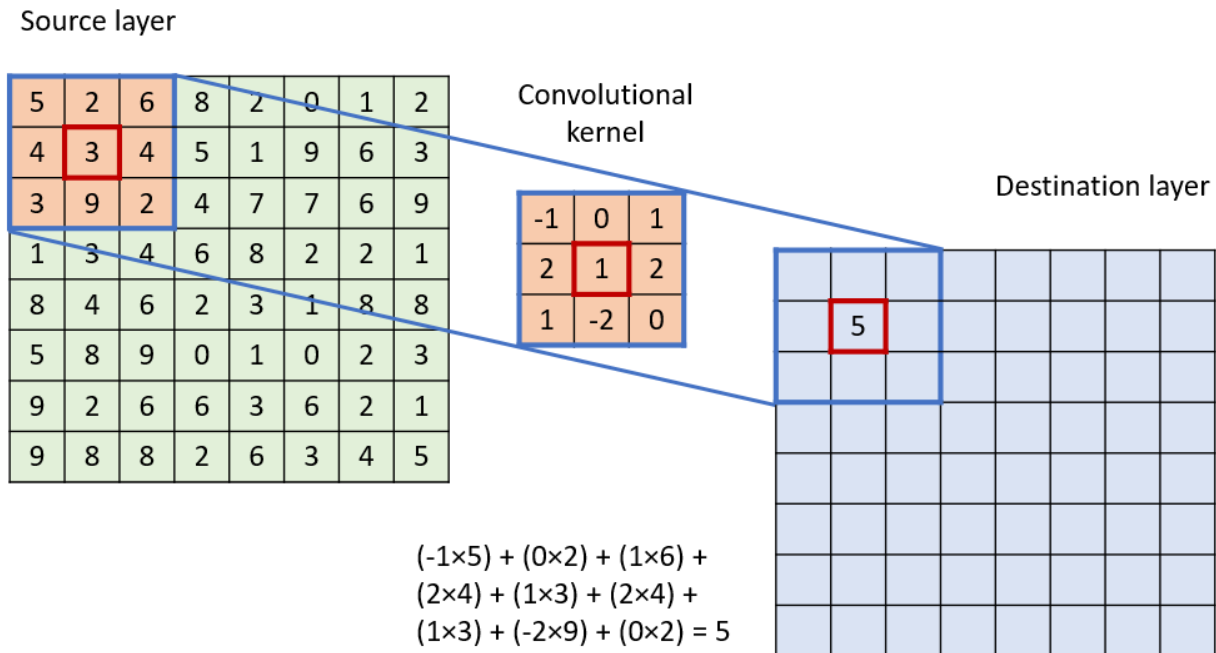 Source layer
5 2 6 8 2 0 1 2
4 3 4 5 1 9 6 3
3 9 2 4 7 7 6 9
1 3 4 6 8 2 2 1
8 4 6 2 3 1 8 8
5 8 9 0 1 0 2 3
9 2 6 6 3 6 2 1
9 8 8 2 6 3 4 5
Convolutional
kernel
-1 0 1
2 1 2
1 -2 0
Destination layer
5
(-1×5) + (0×2) + (1×6) +
(2×4) + (1×3) + (2×4) +
(1×3) + (-2×9) + (0×2) = 5